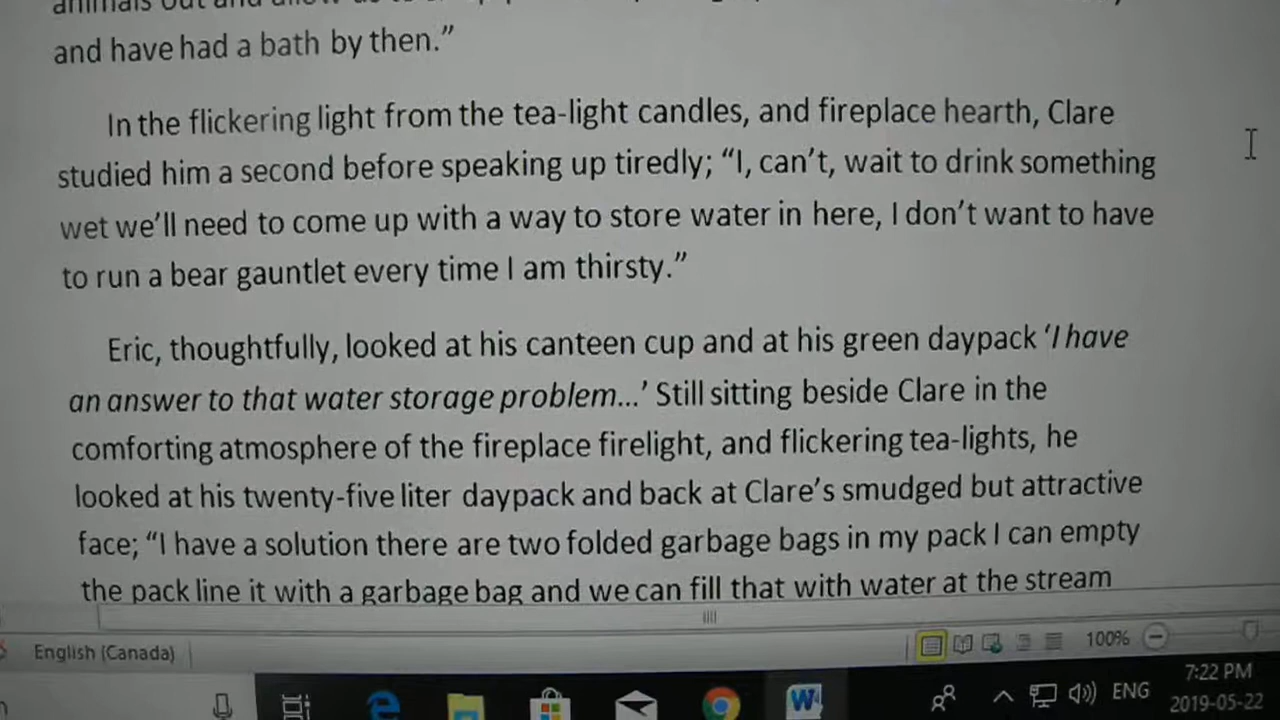 and have had a bath by then.”
In the flickering light from the tea-light candles, and fireplace hearth, Clare
studied him a second before speaking up tiredly; “I, can’t, wait to drink something
wet we’ll need to come up with a way to store water in here, I don’t want to have
to run a bear gauntlet every time I am thirsty.”
Eric, thoughtfully, looked at his canteen cup and at his green daypack ‘I have
an answer to that water storage problem...’ Still sitting beside Clare in the
comforting atmosphere of the fireplace firelight, and flickering tea-lights, he
looked at his twenty-five liter daypack and back at Clare’s smudged but attractive
face; “I have a solution there are two folded garbage bags in my pack I can empty
the pack line it with a garbage bag and we can fill that with water at the stream
English (Canada)
100%
7:22 PM
ENG
2019-05-22